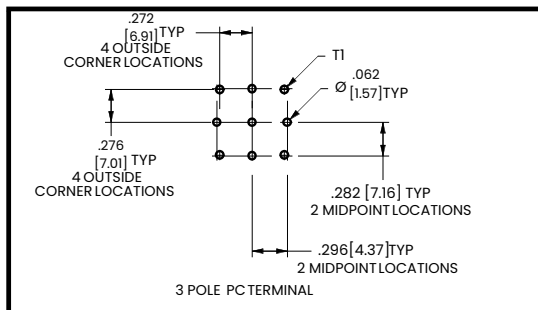 .272
[6.91] TYP
4 OUTSIDE
CORNER LOCATIONS
T1
Ø .062
[1.57] TYP
.276
[7.01] TYP
4 OUTSIDE
CORNER LOCATIONS
.282 [7.16] TYP
2 MIDPOINT LOCATIONS
.296[4.37]TYP
2 MIDPOINT LOCATIONS
3 POLE PC TERMINAL